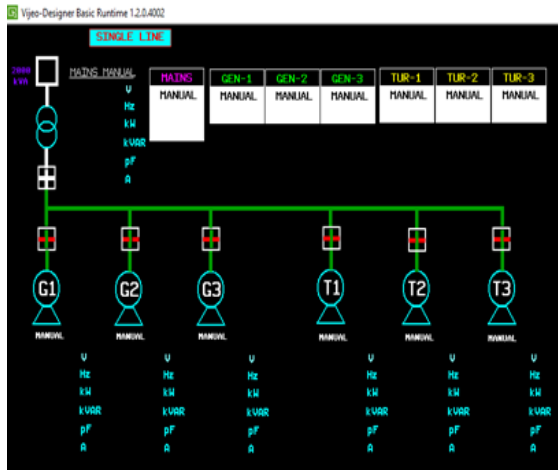 Vijeo-Designer Basic Runtime 1.2.0.4002
SINGLE LINE
2000 kVA
MAINS MANUAL
MAINS GEN-1 GEN-2 GEN-3 TUR-1 TUR-2 TUR-3
MANUAL MANUAL MANUAL MANUAL MANUAL MANUAL MANUAL
V
Hz
kW
kVAR
pF
A
G1 G2 G3 T1 T2 T3
MANUAL MANUAL MANUAL MANUAL MANUAL MANUAL
V V V V V V
Hz Hz Hz Hz Hz Hz
kW kW kW kW kW kW
kVAR kVAR kVAR kVAR kVAR kVAR
pF pF pF pF pF pF
A A A A A A